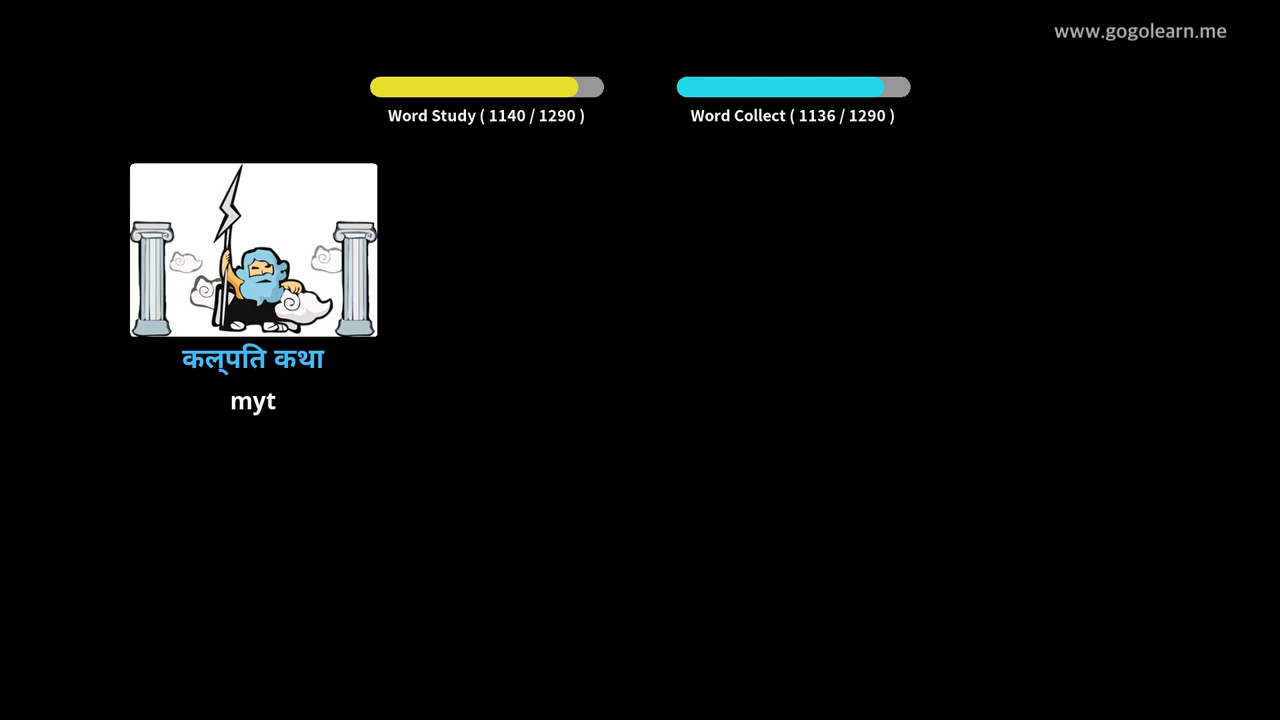 www.gogolearn.me
Word Study ( 1140 / 1290 )
Word Collect ( 1136 / 1290 )
कल्‌पति कथा
myt